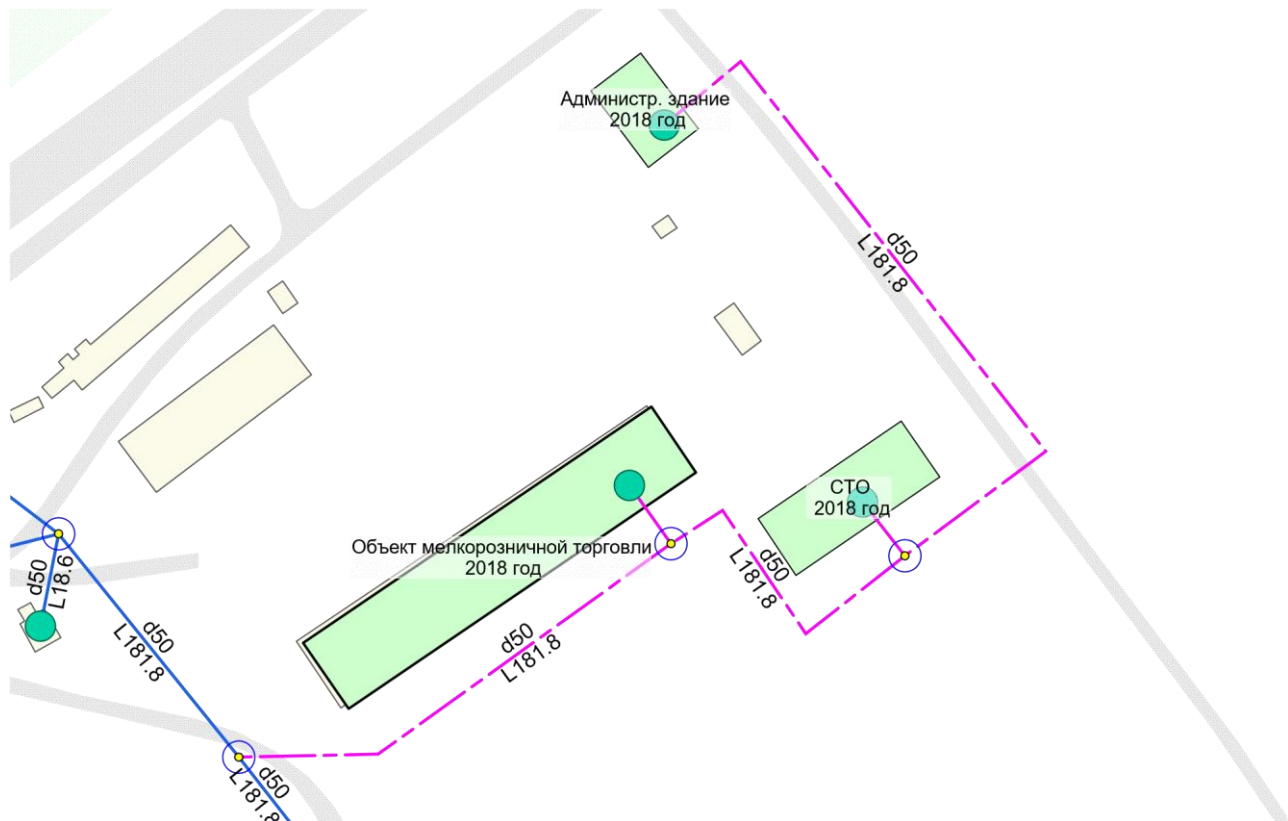 Администр. здание
2018 год
d50
L181.8
СТО
2018 год
Объект мелкорозничной торговли
2018 год
d50
L181.8
d50
L18.6
d50
L181.8
d50
L181.8
d50
L181.8